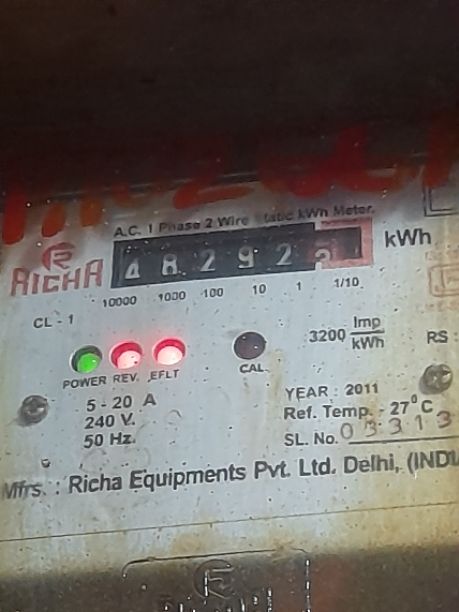 A.C. 1 Phase 2 Wire Static kWh Meter.
RICHA
4 8 2 9 2
kWh
10000 1000 100 10 1 1/10
CL - 1
3200 Imp/kWh
RS :
POWER REV. EFLT
CAL
5 - 20 A
240 V.
50 Hz.
YEAR : 2011
Ref. Temp. - 27°C
SL. No. 03313
Mfrs. : Richa Equipments Pvt. Ltd. Delhi, (INDI